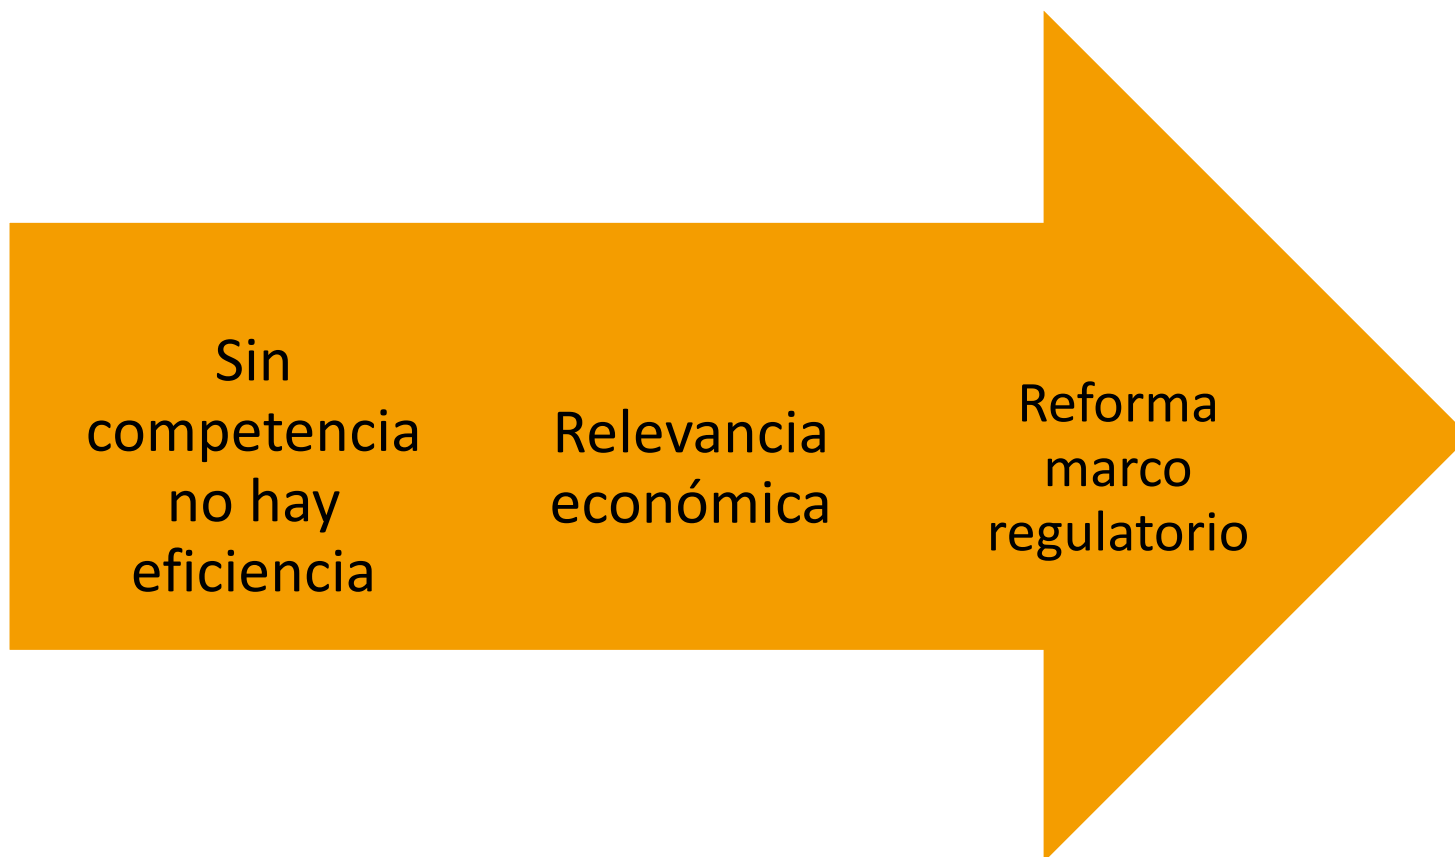 Sin
competencia
no hay
eficiencia
Relevancia
económica
Reforma
marco
regulatorio